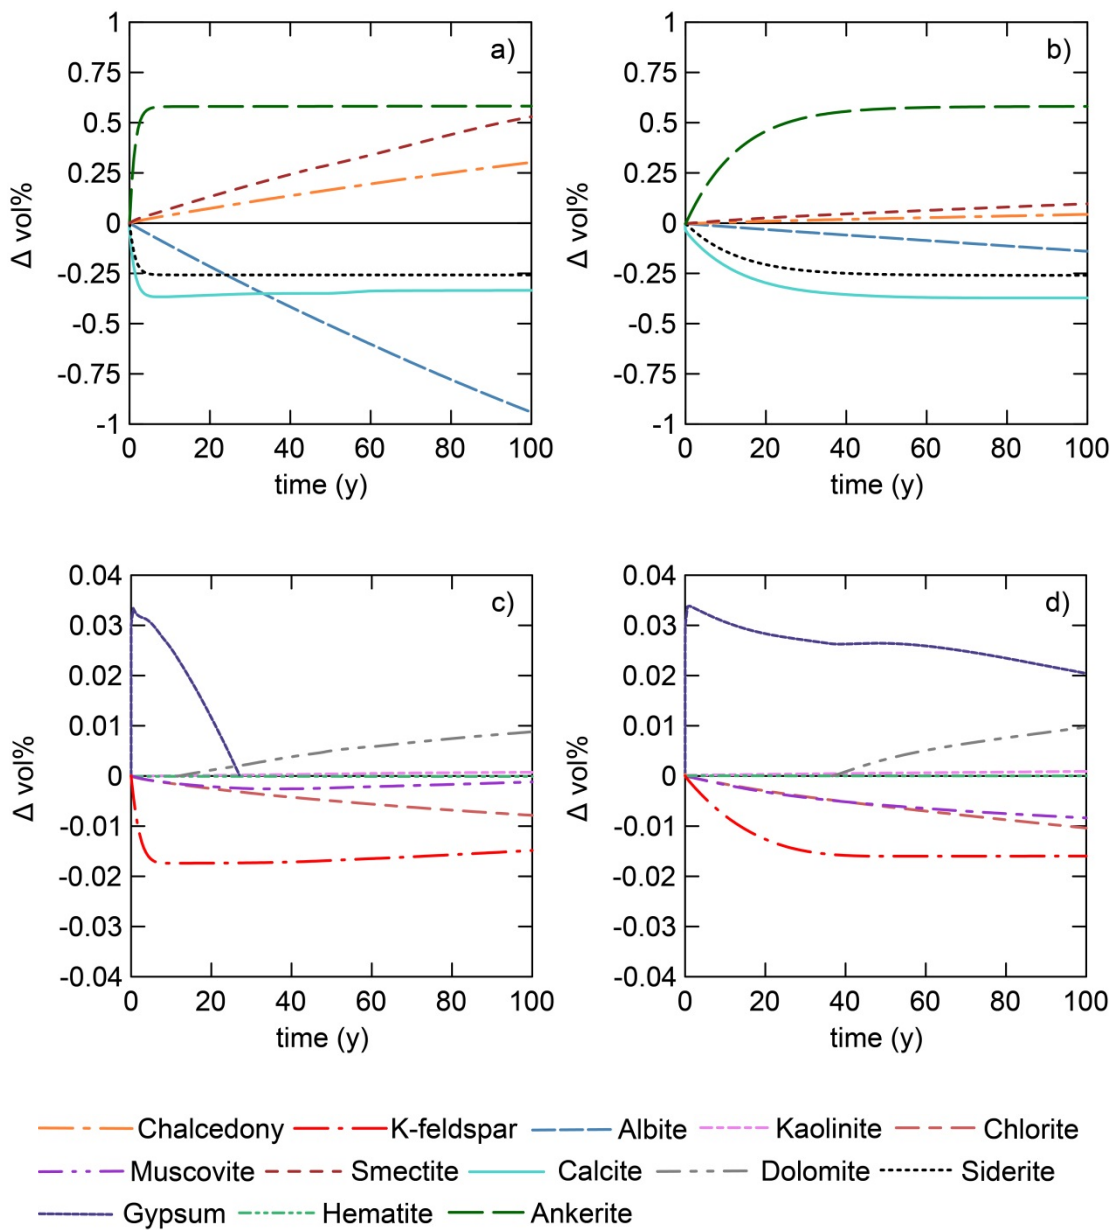 1
0.75
0.5
0.25
0
-0.25
-0.5
-0.75
-1
Δ vol%
a)
0 20 40 60 80 100
time (y)
1
0.75
0.5
0.25
0
-0.25
-0.5
-0.75
-1
Δ vol%
b)
0 20 40 60 80 100
time (y)
0.04
0.03
0.02
0.01
0
-0.01
-0.02
-0.03
-0.04
Δ vol%
c)
0 20 40 60 80 100
time (y)
0.04
0.03
0.02
0.01
0
-0.01
-0.02
-0.03
-0.04
Δ vol%
d)
0 20 40 60 80 100
time (y)
Chalcedony K-feldspar Albite Kaolinite Chlorite
Muscovite Smectite Calcite Dolomite Siderite
Gypsum Hematite Ankerite